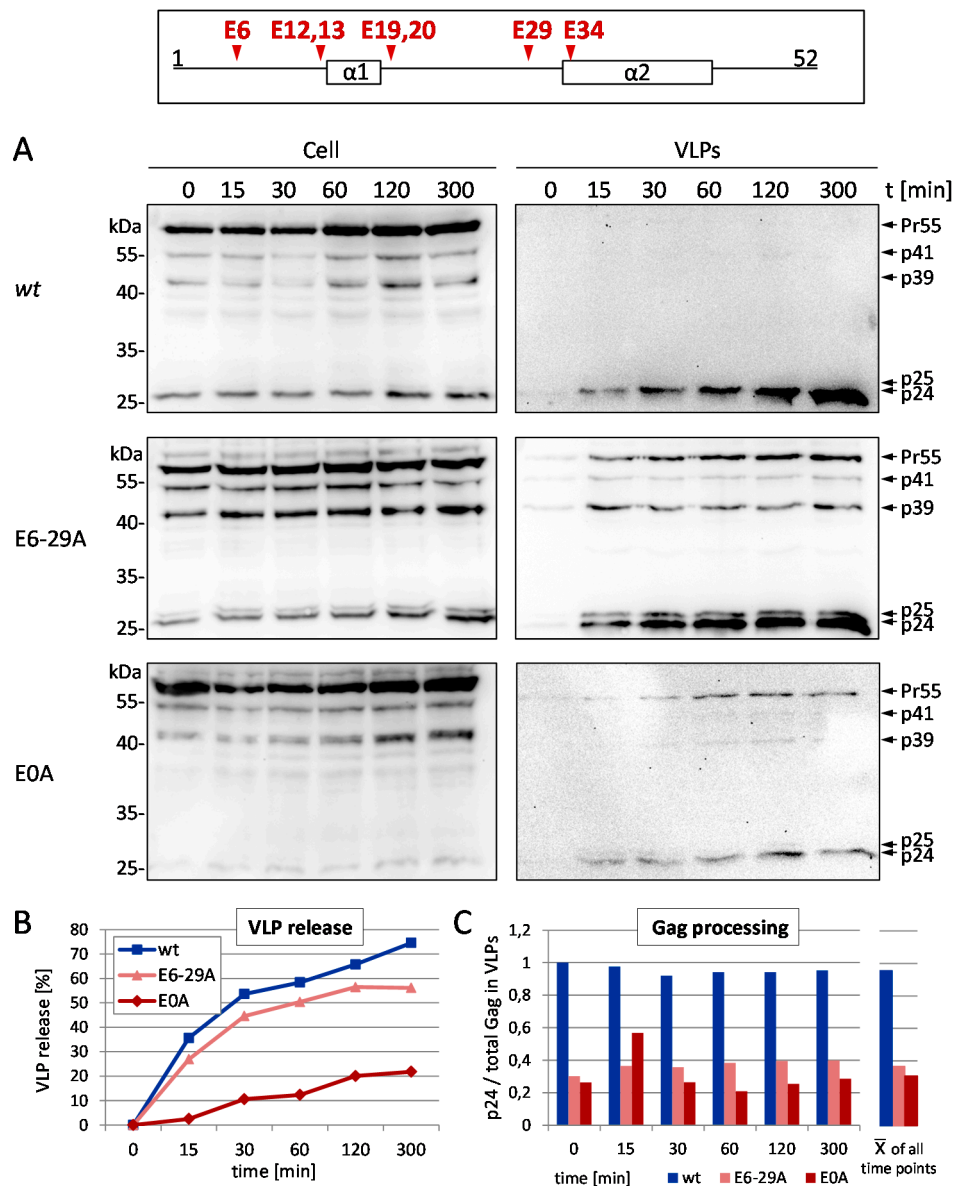 E6 E12,13 E19,20 E29 E34
1 α1 α2 52
A
Cell VLPs
0 15 30 60 120 300 0 15 30 60 120 300 t [min]
wt
kDa
55-
40-
35-
25-
Pr55
p41
p39
p25
p24
E6-29A
kDa
55-
40-
35-
25-
Pr55
p41
p39
p25
p24
E0A
kDa
55-
40-
35-
25-
Pr55
p41
p39
p25
p24
B VLP release
VLP release [%]
80
70
60
50
40
30
20
10
0
wt
E6-29A
E0A
0 15 30 60 120 300
time [min]
C Gag processing
p24 / total Gag in VLPs
1,2
1
0,8
0,6
0,4
0,2
0
0 15 30 60 120 300
time [min] wt E6-29A E0A
X̅ of all
time points